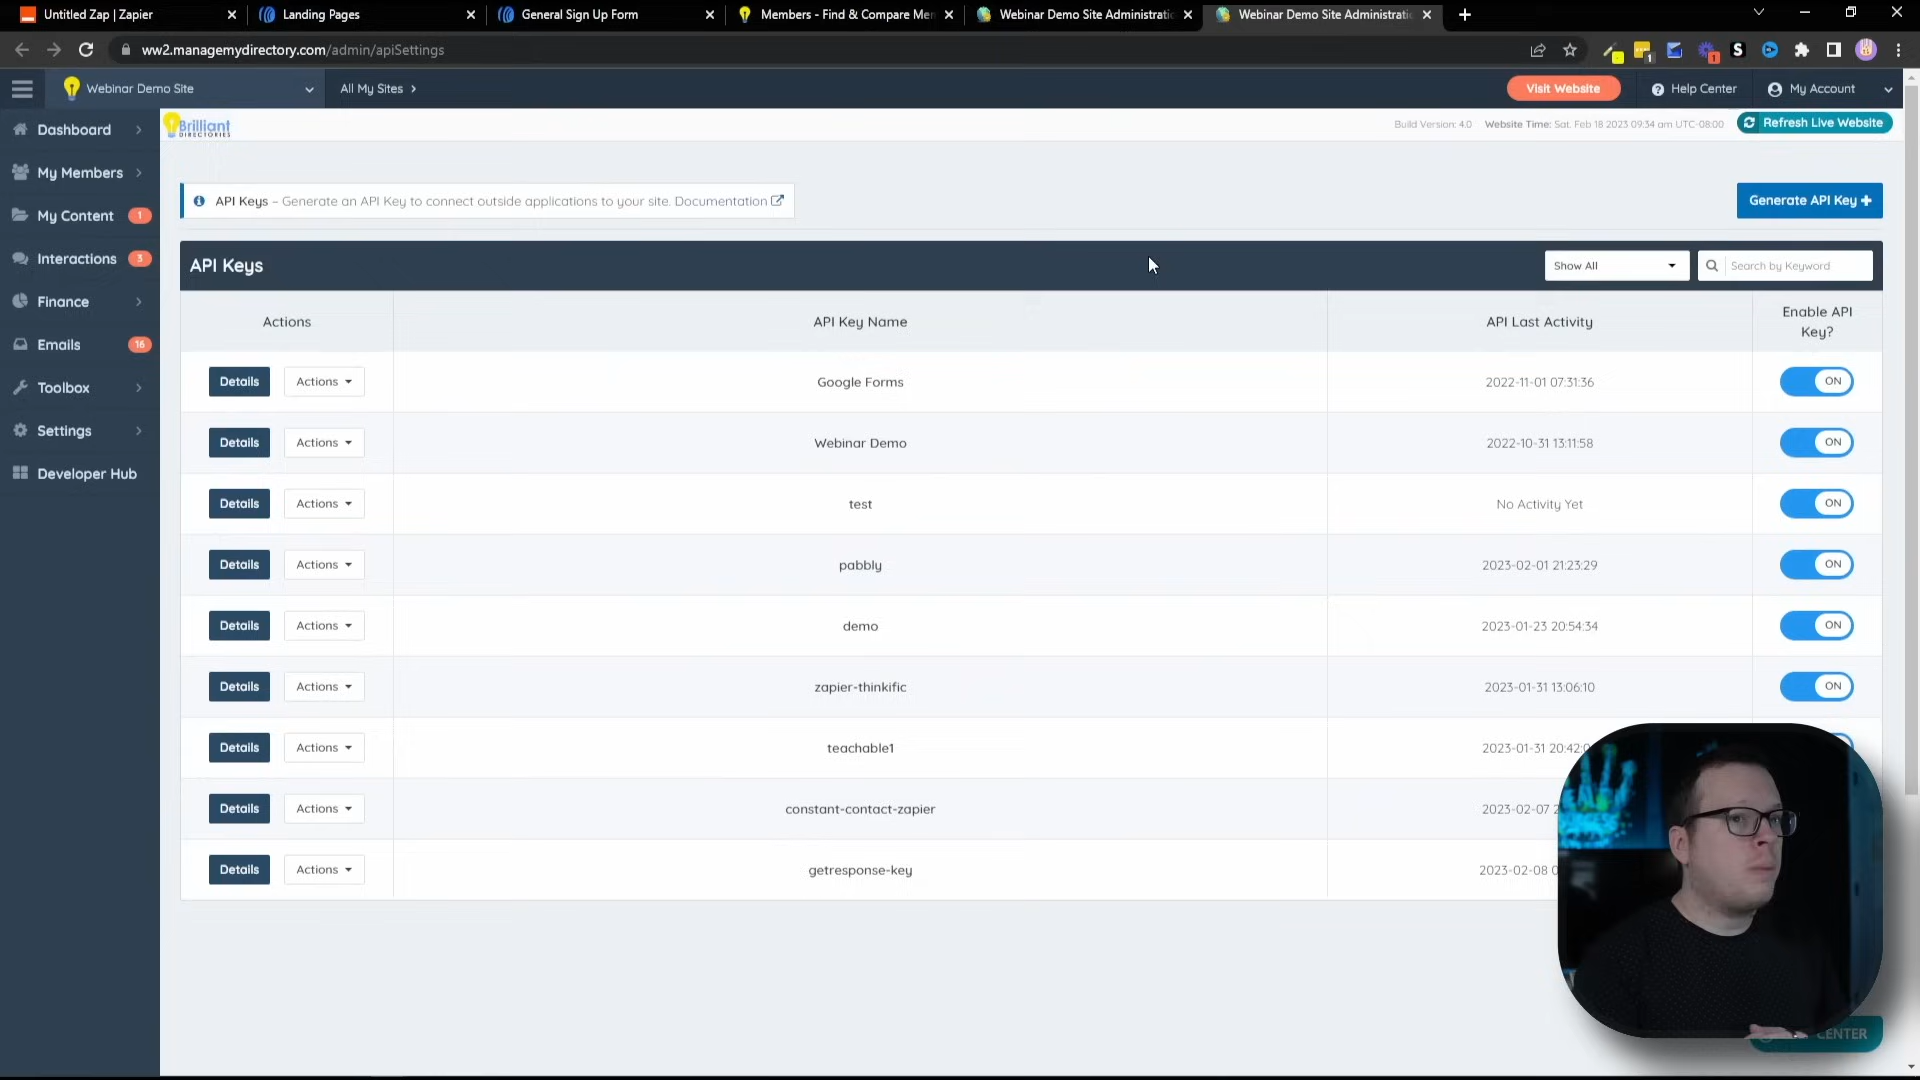 Untitled Zap | Zapier
Landing Pages
General Sign Up Form
Members - Find & Compare Mem
Webinar Demo Site Administratio
Webinar Demo Site Administratio
ww2.managemydirectory.com/admin/apiSettings
Webinar Demo Site
All My Sites
Visit Website
Help Center
My Account
Dashboard
My Members
My Content 1
Interactions 3
Finance
Emails 16
Toolbox
Settings
Developer Hub
Brilliant
DIRECTORIES
Build Version: 4.0 Website Time: Sat. Feb 18 2023 09:34 am UTC-08:00
Refresh Live Website
API Keys – Generate an API Key to connect outside applications to your site. Documentation
Generate API Key
API Keys
Show All
Search by Keyword
Actions API Key Name API Last Activity Enable API Key?
Details Actions Google Forms 2022-11-01 07:31:36 ON
Details Actions Webinar Demo 2022-10-31 13:11:58 ON
Details Actions test No Activity Yet ON
Details Actions pabbly 2023-02-01 21:23:29 ON
Details Actions demo 2023-01-23 20:54:34 ON
Details Actions zapier-thinkific 2023-01-31 13:06:10 ON
Details Actions teachable1 2023-01-31 20:42:0
Details Actions constant-contact-zapier 2023-02-07 2
Details Actions getresponse-key 2023-02-08 0
CENTER